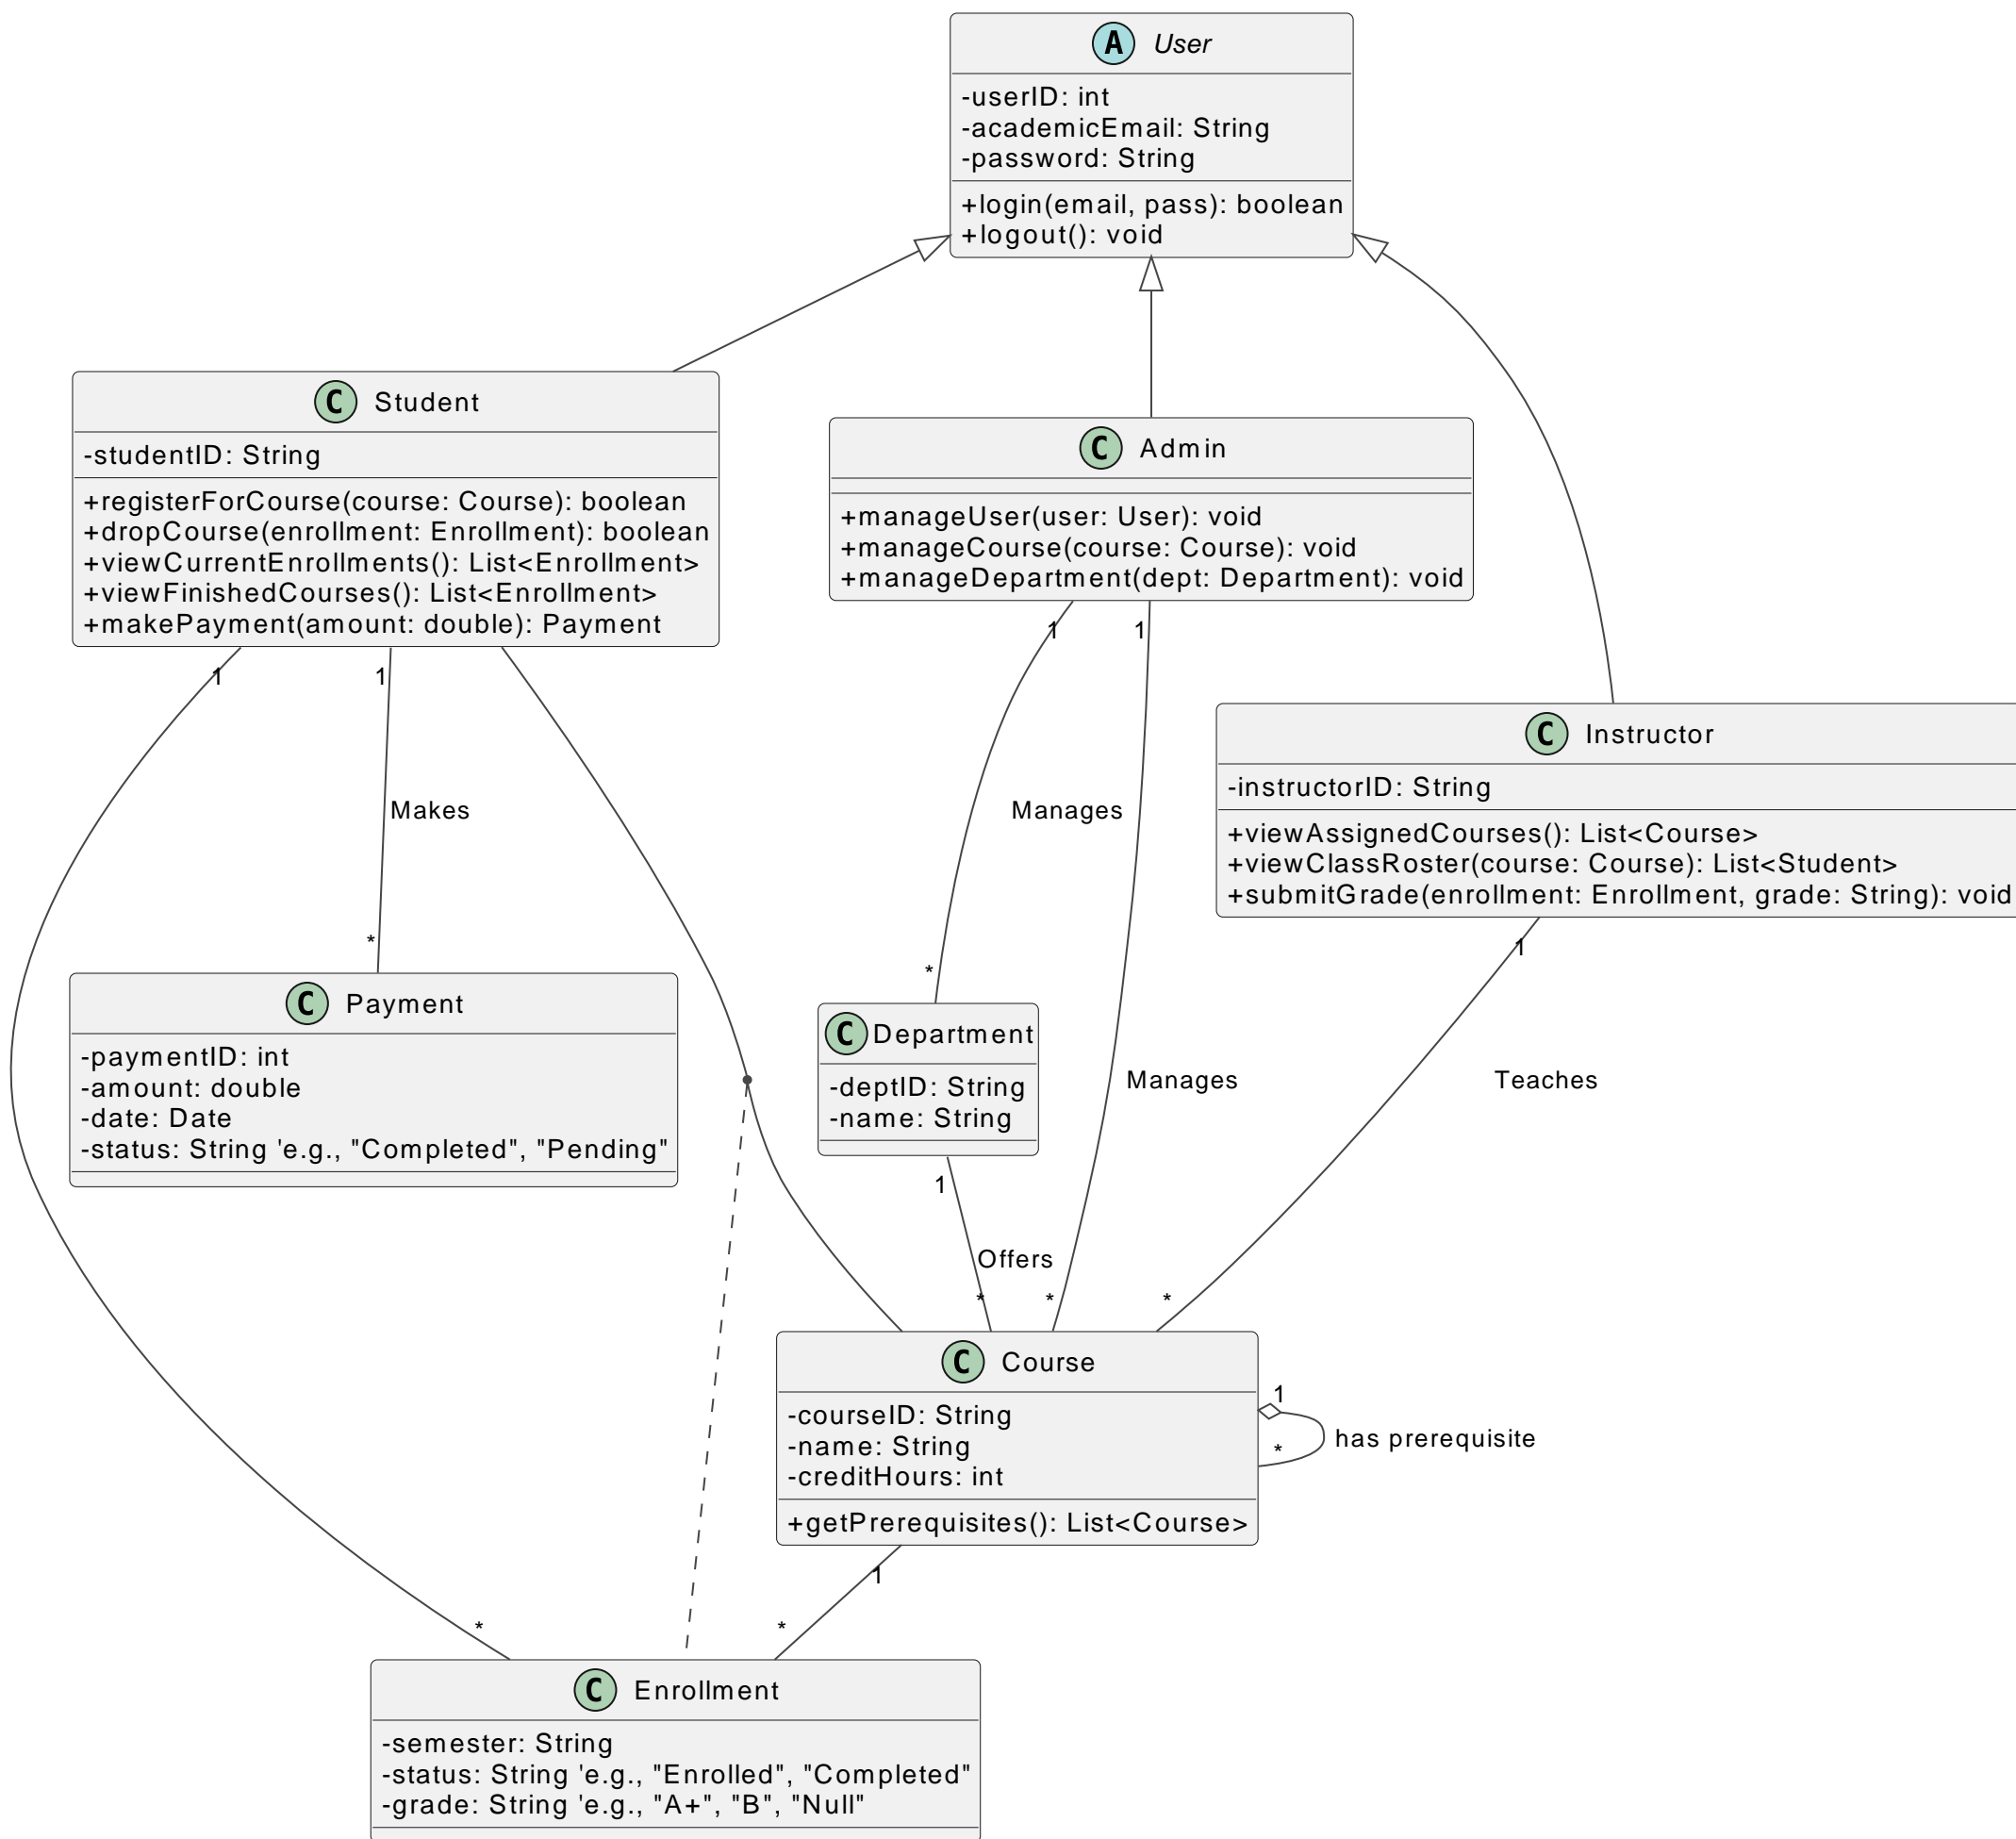 A User
-userID: int
-academicEmail: String
-password: String
+login(email, pass): boolean
+logout(): void
C Student
-studentID: String
+registerForCourse(course: Course): boolean
+dropCourse(enrollment: Enrollment): boolean
+viewCurrentEnrollments(): List<Enrollment>
+viewFinishedCourses(): List<Enrollment>
+makePayment(amount: double): Payment
C Admin
+manageUser(user: User): void
+manageCourse(course: Course): void
+manageDepartment(dept: Department): void
1
1
1
1
C Instructor
-instructorID: String
+viewAssignedCourses(): List<Course>
+viewClassRoster(course: Course): List<Student>
+submitGrade(enrollment: Enrollment, grade: String): void
Makes
Manages
1
*
*
C Payment
-paymentID: int
-amount: double
-date: Date
-status: String 'e.g., "Completed", "Pending"
C Department
-deptID: String
-name: String
Manages
Teaches
1
Offers
*
*
*
C Course
-courseID: String
-name: String
-creditHours: int
+getPrerequisites(): List<Course>
1
has prerequisite
*
1
*
*
C Enrollment
-semester: String
-status: String 'e.g., "Enrolled", "Completed"
-grade: String 'e.g., "A+", "B", "Null"